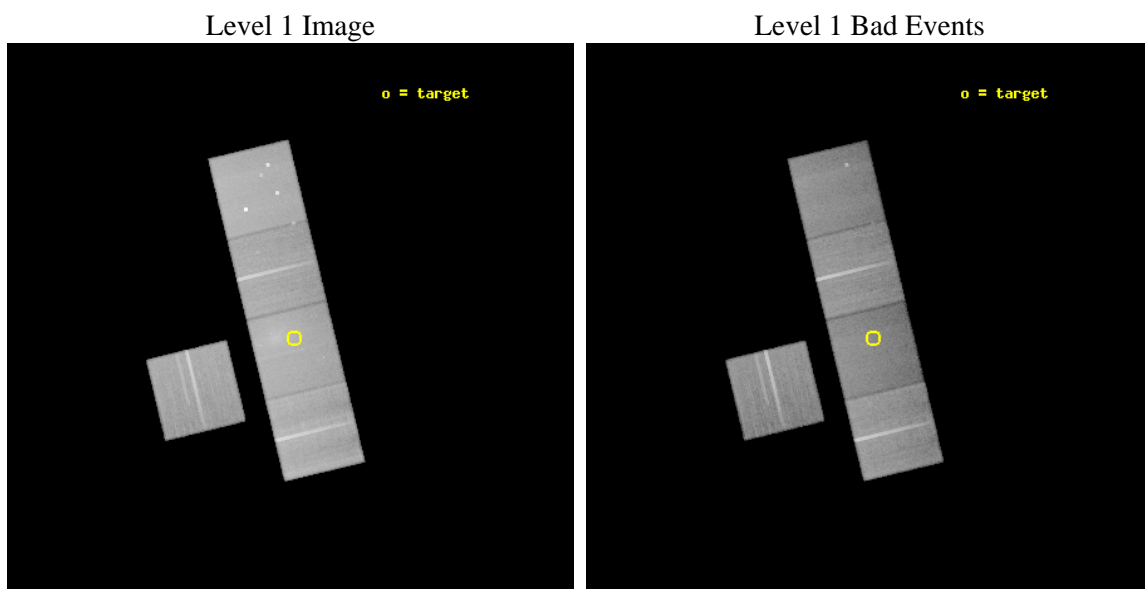 Level 1 Image
Level 1 Bad Events
o = target
o = target